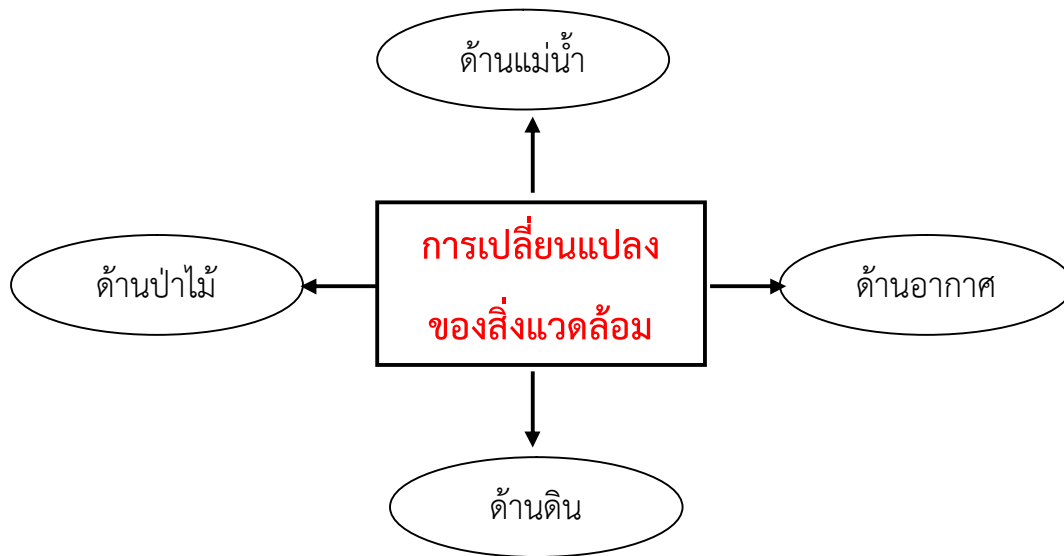 ด้านแม่น้ำ
การเปลี่ยนแปลง
ของสิ่งแวดล้อม
ด้านป่าไม้
ด้านอากาศ
ด้านดิน